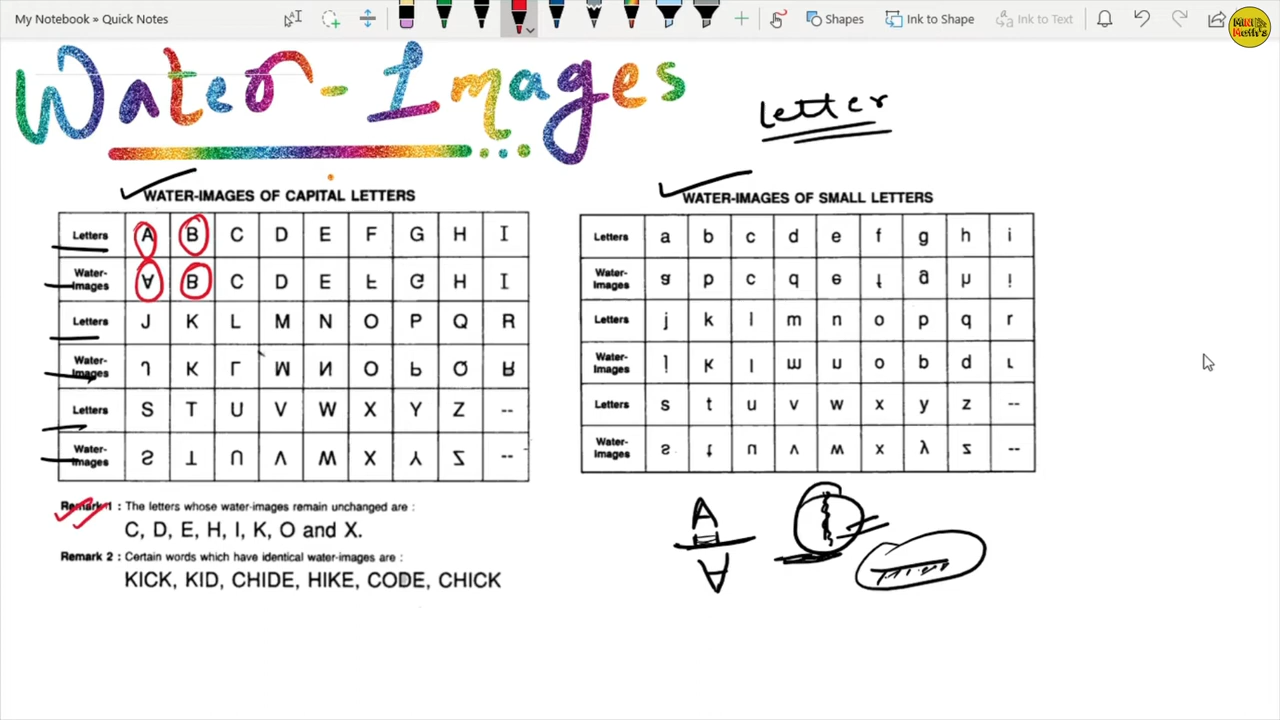 My Notebook » Quick Notes
Shapes
Ink to Shape
Ink to Text
MiNi Math's
Water-Images
letter
WATER-IMAGES OF CAPITAL LETTERS
Letters A B C D E F G H I
Water-Images
Letters J K L M N O P Q R
Water-Images
Letters S T U V W X Y Z --
Water-Images
Remark 1 : The letters whose water-images remain unchanged are :
C, D, E, H, I, K, O and X.
Remark 2 : Certain words which have identical water-images are :
KICK, KID, CHIDE, HIKE, CODE, CHICK
WATER-IMAGES OF SMALL LETTERS
Letters a b c d e f g h i
Water-Images
Letters j k l m n o p q r
Water-Images
Letters s t u v w x y z --
Water-Images
A
∀